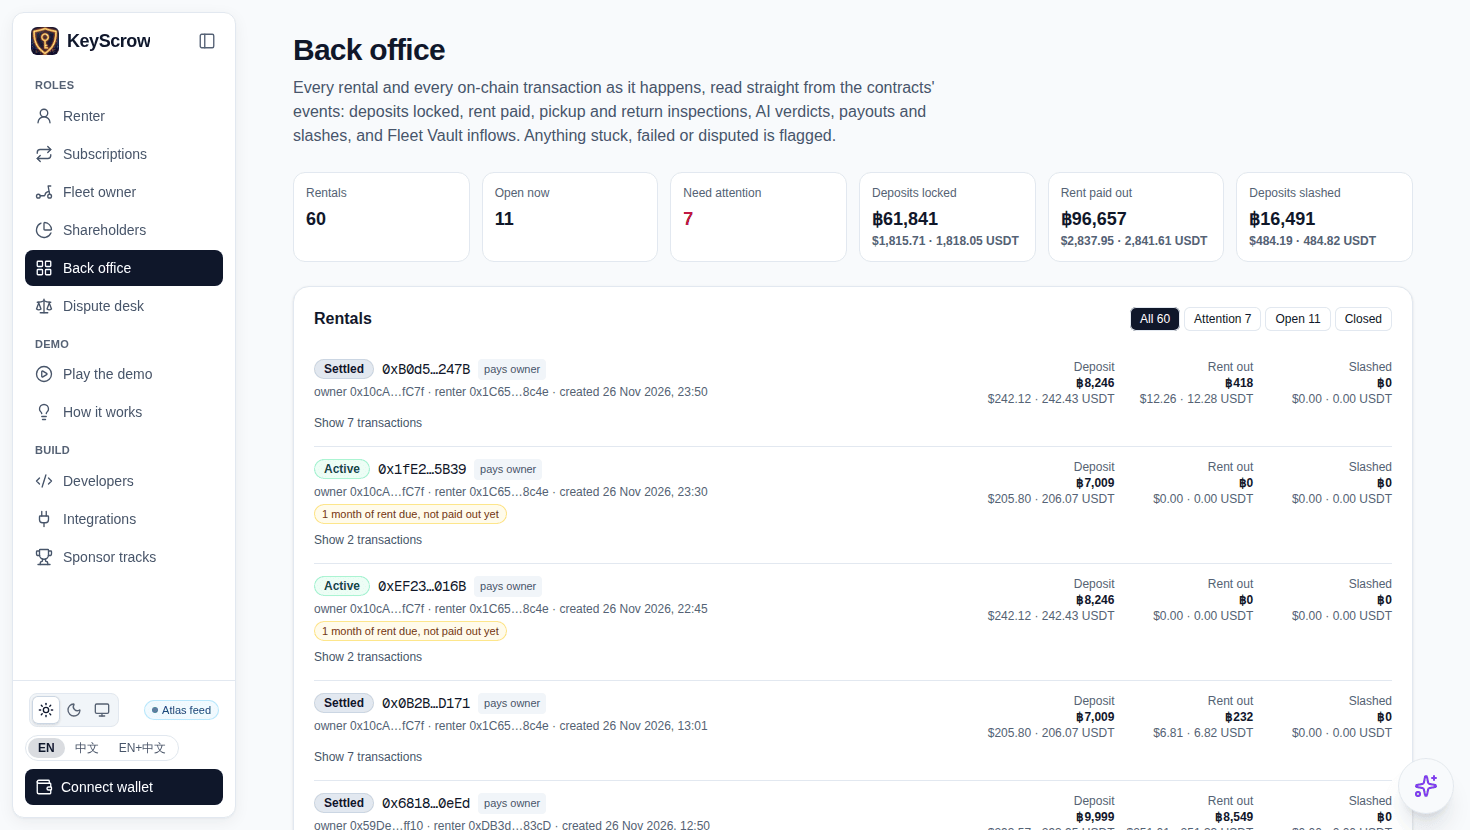 KeyScrow
ROLES
Renter
Subscriptions
Fleet owner
Shareholders
Back office
Dispute desk
DEMO
Play the demo
How it works
BUILD
Developers
Integrations
Sponsor tracks
Atlas feed
EN 中文 EN+中文
Connect wallet
Back office
Every rental and every on-chain transaction as it happens, read straight from the contracts'
events: deposits locked, rent paid, pickup and return inspections, AI verdicts, payouts and
slashes, and Fleet Vault inflows. Anything stuck, failed or disputed is flagged.
Rentals
60
Open now
11
Need attention
7
Deposits locked
฿61,841
$1,815.71 · 1,818.05 USDT
Rent paid out
฿96,657
$2,837.95 · 2,841.61 USDT
Deposits slashed
฿16,491
$484.19 · 484.82 USDT
Rentals
All 60 Attention 7 Open 11 Closed
Settled 0xB0d5…247B pays owner
owner 0x10cA…fC7f · renter 0x1C65…8c4e · created 26 Nov 2026, 23:50
Show 7 transactions
Deposit Rent out Slashed
฿8,246 ฿418 ฿0
$242.12 · 242.43 USDT $12.26 · 12.28 USDT $0.00 · 0.00 USDT
Active 0x1fE2…5B39 pays owner
owner 0x10cA…fC7f · renter 0x1C65…8c4e · created 26 Nov 2026, 23:30
1 month of rent due, not paid out yet
Show 2 transactions
Deposit Rent out Slashed
฿7,009 ฿0 ฿0
$205.80 · 206.07 USDT $0.00 · 0.00 USDT $0.00 · 0.00 USDT
Active 0xEF23…016B pays owner
owner 0x10cA…fC7f · renter 0x1C65…8c4e · created 26 Nov 2026, 22:45
1 month of rent due, not paid out yet
Show 2 transactions
Deposit Rent out Slashed
฿8,246 ฿0 ฿0
$242.12 · 242.43 USDT $0.00 · 0.00 USDT $0.00 · 0.00 USDT
Settled 0x0B2B…D171 pays owner
owner 0x10cA…fC7f · renter 0x1C65…8c4e · created 26 Nov 2026, 13:01
Show 7 transactions
Deposit Rent out Slashed
฿7,009 ฿232 ฿0
$205.80 · 206.07 USDT $6.81 · 6.82 USDT $0.00 · 0.00 USDT
Settled 0x6818…0eEd pays owner
owner 0x59De…ff10 · renter 0xDB3d…83cD · created 26 Nov 2026, 12:50
Deposit Rent out Slashed
฿9,999 ฿8,549 ฿0